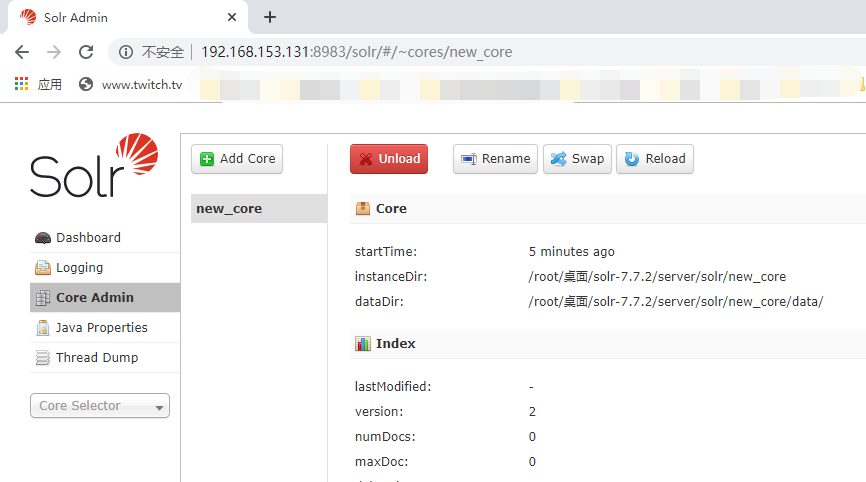 Solr Admin
不安全 192.168.153.131:8983/solr/#/~cores/new_core
应用 www.twitch.tv
Solr
Add Core Unload Rename Swap Reload
new_core
Core
Dashboard
Logging
Core Admin
Java Properties
Thread Dump
Core Selector
startTime: 5 minutes ago
instanceDir: /root/桌面/solr-7.7.2/server/solr/new_core
dataDir: /root/桌面/solr-7.7.2/server/solr/new_core/data/
Index
lastModified: -
version: 2
numDocs: 0
maxDoc: 0